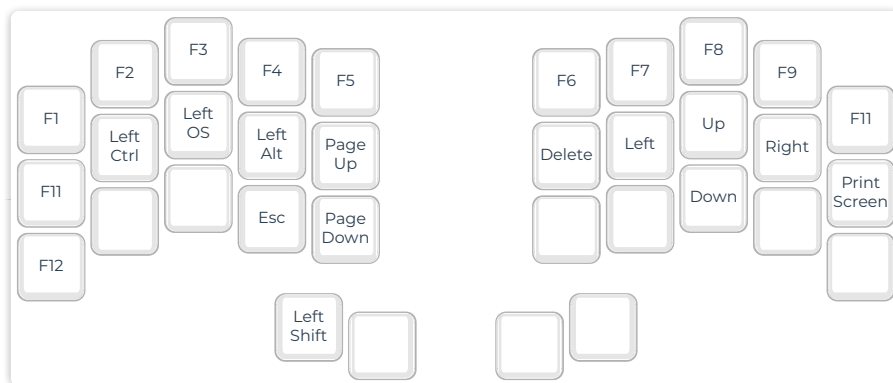 F1
F2
F3
F4
F5
F6
F7
F8
F9
F11
F11
Left
Ctrl
Left
OS
Left
Alt
Page
Up
Delete
Left
Up
Right
Print
Screen
F12
Esc
Page
Down
Down
Left
Shift